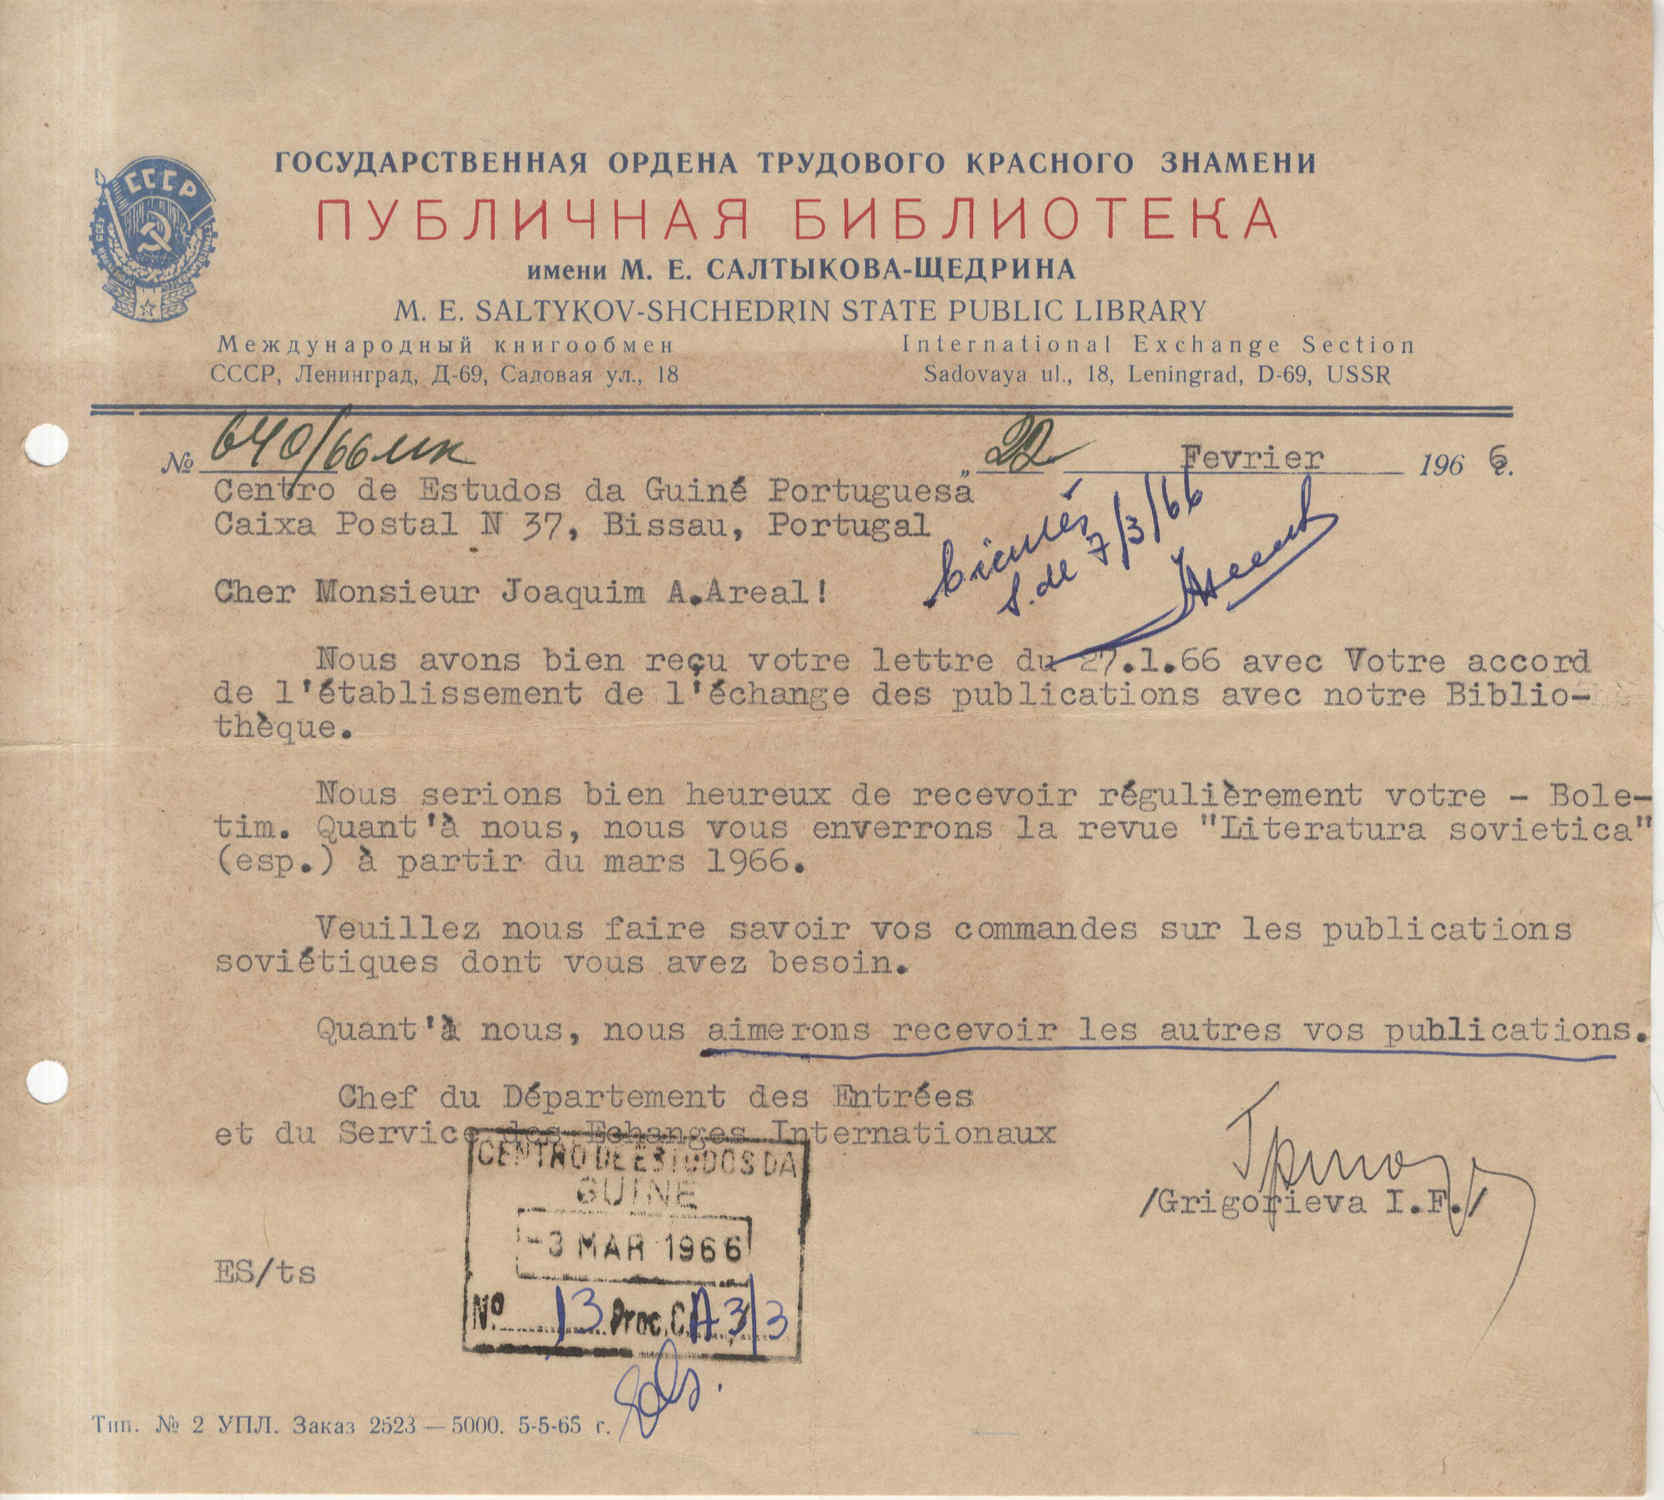 СССР
ГОСУДАРСТВЕННАЯ ОРДЕНА ТРУДОВОГО КРАСНОГО ЗНАМЕНИ
ПУБЛИЧНАЯ БИБЛИОТЕКА
имени М. Е. САЛТЫКОВА-ЩЕДРИНА
M. E. SALTYKOV-SHCHEDRIN STATE PUBLIC LIBRARY
Международный книгообмен
СССР, Ленинград, Д-69, Садовая ул., 18
International Exchange Section
Sadovaya ul., 18, Leningrad, D-69, USSR
№ 640/66ик
„ 22 Fevrier 196 6 г.
Centro de Estudos da Guiné Portuguesa
Caixa Postal N 37, Bissau, Portugal
S. de 7/3/66
Cher Monsieur Joaquim A.Areal!
Nous avons bien reçu votre lettre du 27.1.66 avec Votre accord
de l'établissement de l'échange des publications avec notre Biblio-
thèque.
Nous serions bien heureux de recevoir régulièrement votre - Bole-
tim. Quant'à nous, nous vous enverrons la revue "Literatura sovietica"
(esp.) à partir du mars 1966.
Veuillez nous faire savoir vos commandes sur les publications
soviétiques dont vous avez besoin.
Quant'à nous, nous aimerons recevoir les autres vos publications.
Chef du Département des Entrées
et du Service des Echanges Internationaux
/Grigorieva I.F./
CENTRO DE ESTUDOS DA
GUINÉ
-3 MAR 1966
Nº 13 Proc. C. A3/3
ES/ts
Тип. № 2 УПЛ. Заказ 2523 — 5000. 5-5-65 г.